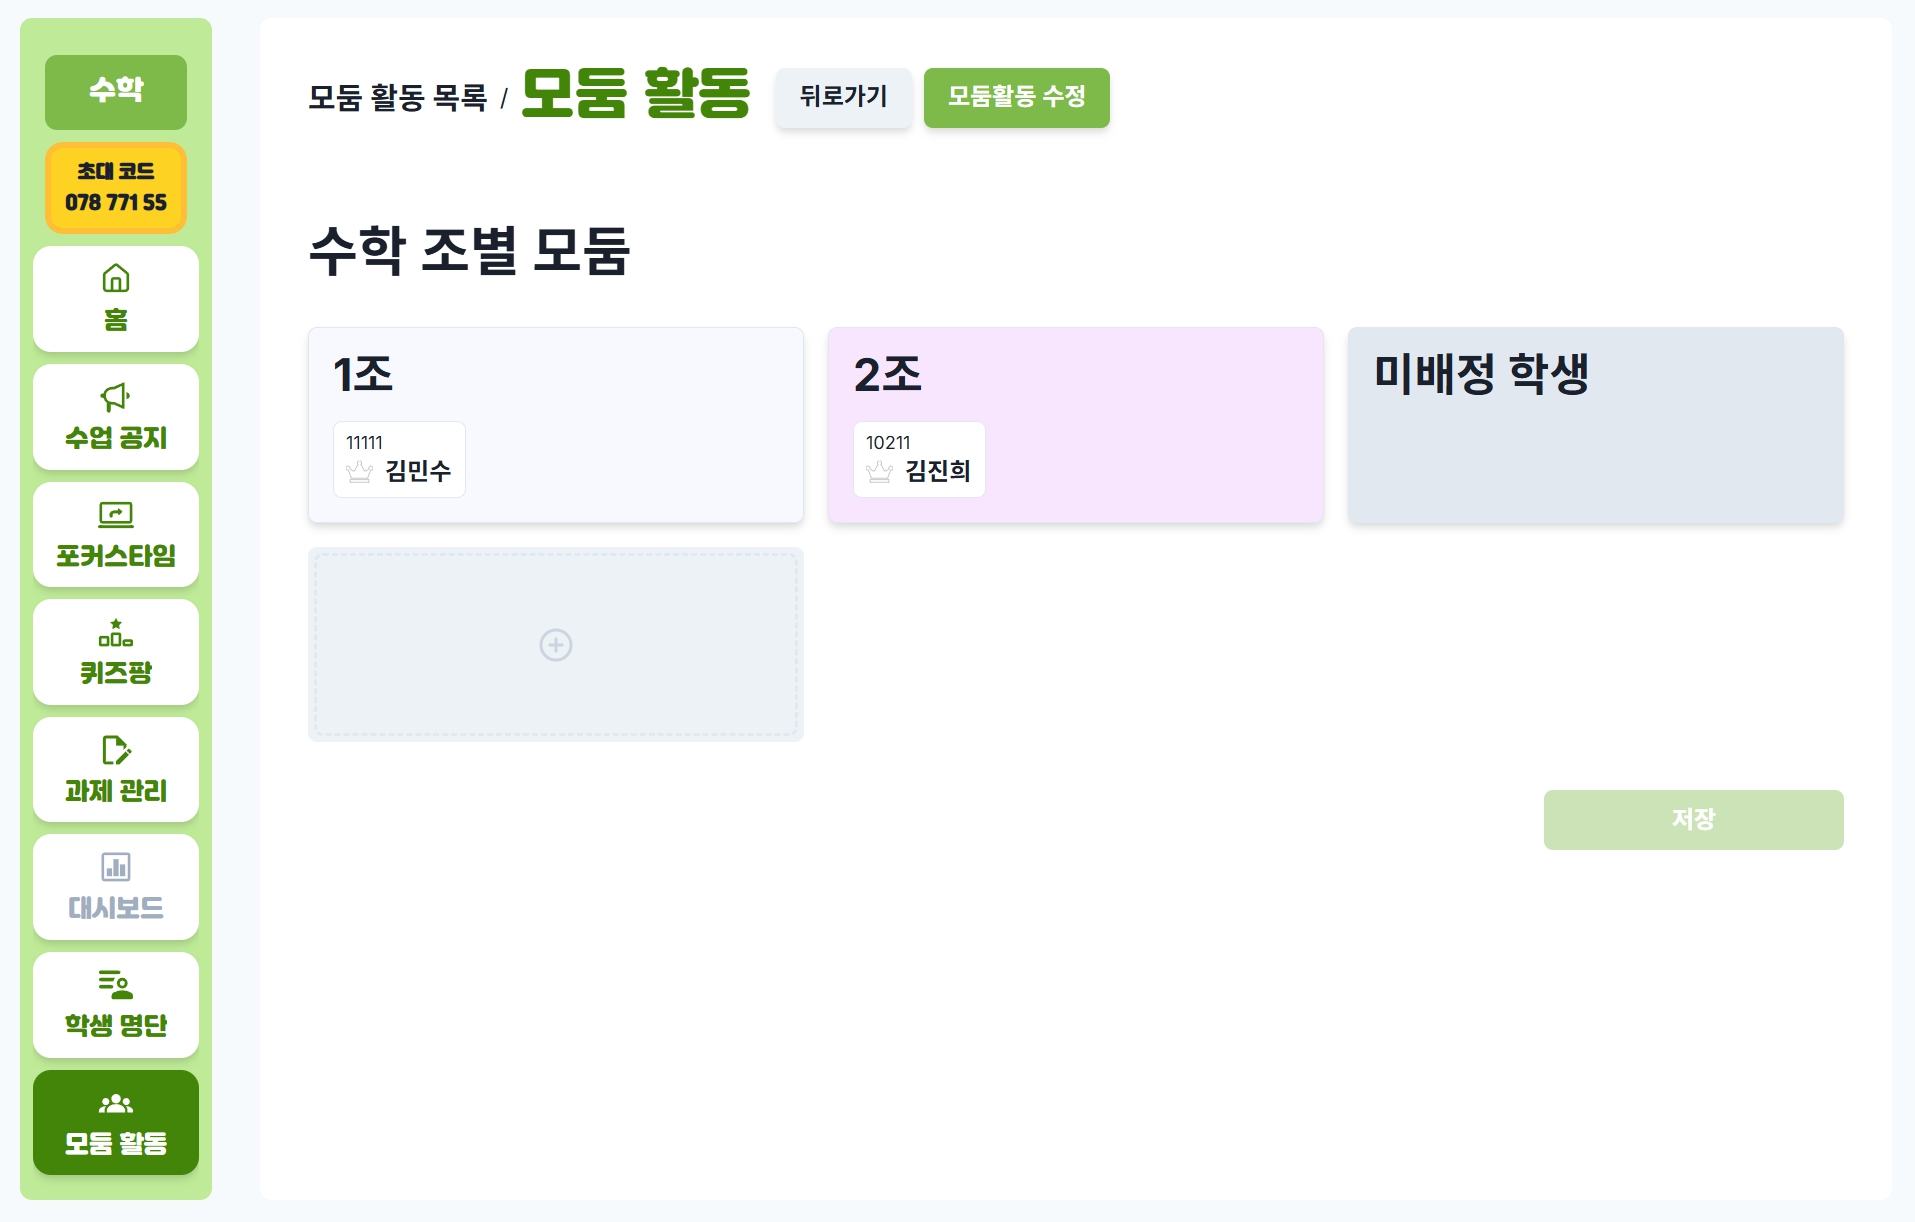 수학
초대 코드
078 771 55
홈
수업 공지
포커스타임
퀴즈팡
과제 관리
대시보드
학생 명단
모둠 활동
모둠 활동 목록 / 모둠 활동 뒤로가기 모둠활동 수정
수학 조별 모둠
1조
11111
김민수
2조
10211
김진희
미배정 학생
저장